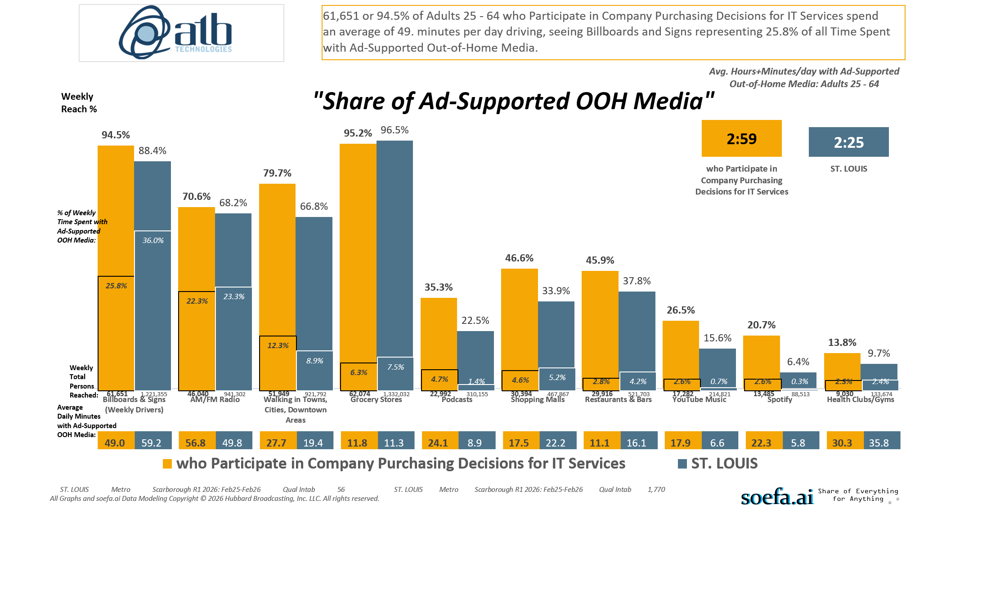 atb
TECHNOLOGIES
61,651 or 94.5% of Adults 25 - 64 who Participate in Company Purchasing Decisions for IT Services spend
an average of 49. minutes per day driving, seeing Billboards and Signs representing 25.8% of all Time Spent
with Ad-Supported Out-of-Home Media.
Avg. Hours+Minutes/day with Ad-Supported
Out-of-Home Media: Adults 25 - 64
Weekly
Reach %
"Share of Ad-Supported OOH Media"
2:59
2:25
who Participate in
Company Purchasing
Decisions for IT Services
ST. LOUIS
94.5%
88.4%
70.6%
68.2%
79.7%
66.8%
95.2%
96.5%
35.3%
22.5%
46.6%
33.9%
45.9%
37.8%
26.5%
15.6%
20.7%
6.4%
13.8%
9.7%
% of Weekly
Time Spent with
Ad-Supported
OOH Media:
25.8%
36.0%
22.3%
23.3%
12.3%
8.9%
6.3%
7.5%
4.7%
1.4%
4.6%
5.2%
2.8%
4.2%
2.6%
0.7%
2.6%
0.3%
2.3%
2.4%
Weekly
Total
Persons
Reached:
61,651 1,221,355 46,040 941,302 51,949 921,792 62,074 1,332,032 22,992 310,155 30,394 467,867 29,916 521,703 17,282 214,821 13,485 88,513 9,030 133,674
Billboards & Signs
(Weekly Drivers)
AM/FM Radio
Walking in Towns,
Cities, Downtown
Areas
Grocery Stores
Podcasts
Shopping Malls
Restaurants & Bars
YouTube Music
Spotify
Health Clubs/Gyms
Average
Daily Minutes
with Ad-Supported
OOH Media:
49.0 59.2 56.8 49.8 27.7 19.4 11.8 11.3 24.1 8.9 17.5 22.2 11.1 16.1 17.9 6.6 22.3 5.8 30.3 35.8
who Participate in Company Purchasing Decisions for IT Services ST. LOUIS
ST. LOUIS Metro Scarborough R1 2026: Feb25-Feb26 Qual Intab 56 ST. LOUIS Metro Scarborough R1 2026: Feb25-Feb26 Qual Intab 1,770
All Graphs and soefa.ai Data Modeling Copyright © 2026 Hubbard Broadcasting, Inc. LLC. All rights reserved.
soefa.ai
Share of Everything
for Anything © ©